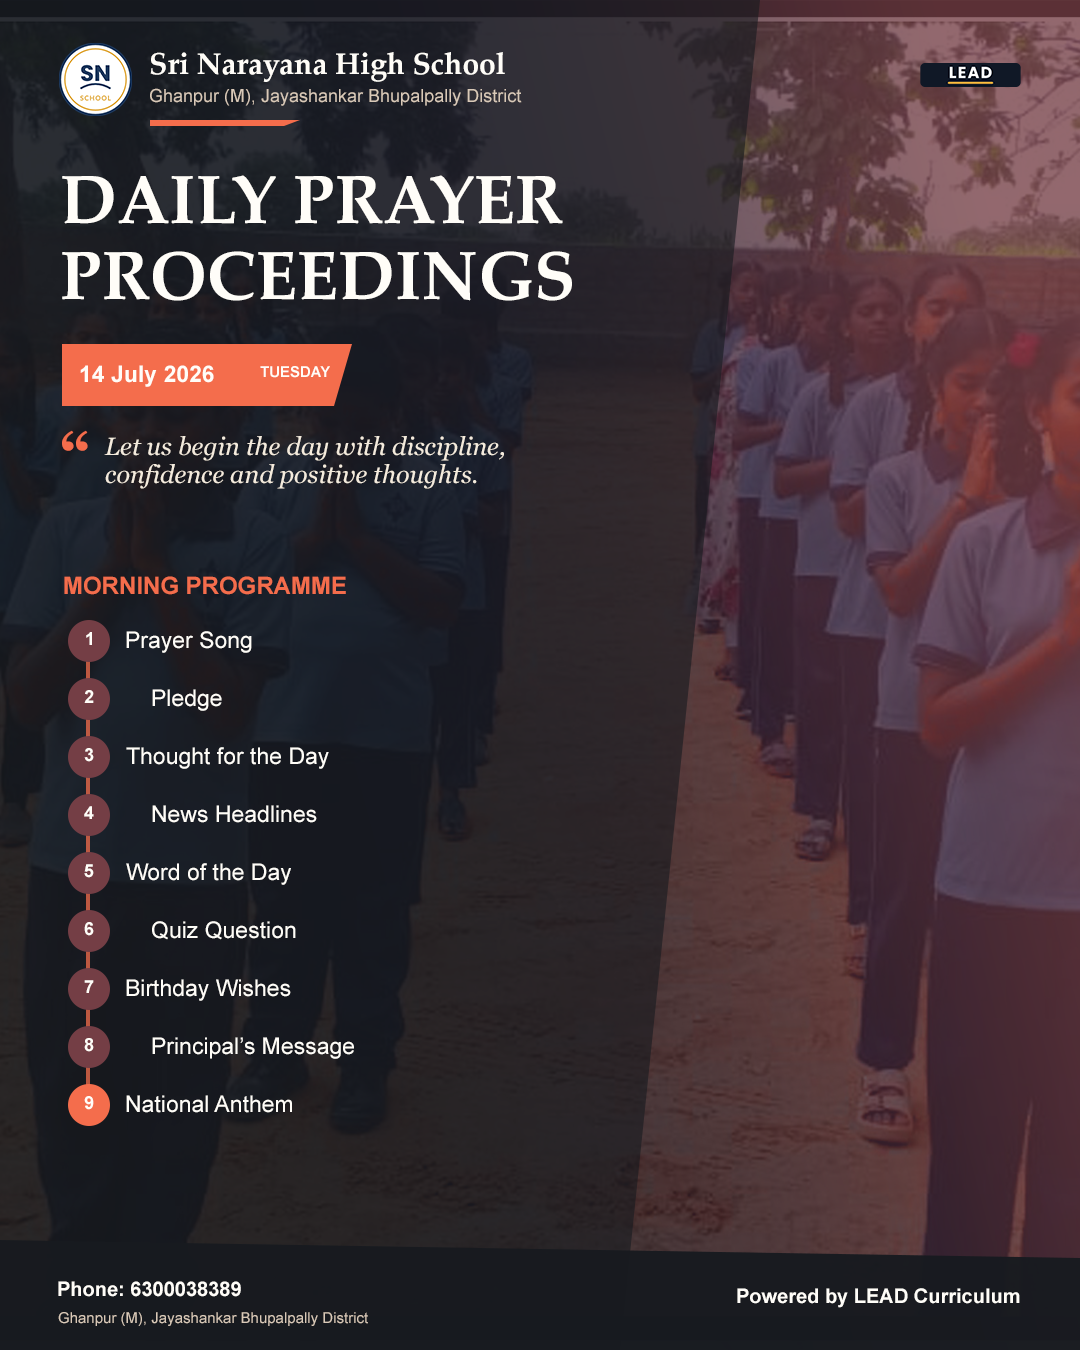 SN
SCHOOL
Sri Narayana High School
Ghanpur (M), Jayashankar Bhupalpally District
LEAD
DAILY PRAYER
PROCEEDINGS
14 July 2026 TUESDAY
“ Let us begin the day with discipline,
confidence and positive thoughts.
MORNING PROGRAMME
1 Prayer Song
2 Pledge
3 Thought for the Day
4 News Headlines
5 Word of the Day
6 Quiz Question
7 Birthday Wishes
8 Principal’s Message
9 National Anthem
Phone: 6300038389
Ghanpur (M), Jayashankar Bhupalpally District
Powered by LEAD Curriculum